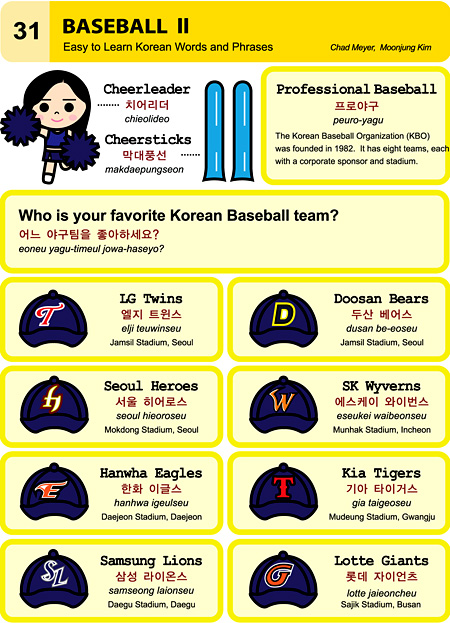 31
BASEBALL II
Easy to Learn Korean Words and Phrases
Chad Meyer, Moonjung Kim
Cheerleader
치어리더
chieolideo
Cheersticks
막대풍선
makdaepungseon
Professional Baseball
프로야구
peuro-yagu
The Korean Baseball Organization (KBO)
was founded in 1982. It has eight teams, each
with a corporate sponsor and stadium.
Who is your favorite Korean Baseball team?
어느 야구팀을 좋아하세요?
eoneu yagu-timeul jowa-haseyo?
T
LG Twins
엘지 트윈스
elji teuwinseu
Jamsil Stadium, Seoul
D
Doosan Bears
두산 베어스
dusan be-eoseu
Jamsil Stadium, Seoul
h
Seoul Heroes
서울 히어로스
seoul hieoroseu
Mokdong Stadium, Seoul
W
SK Wyverns
에스케이 와이번스
eseukei waibeonseu
Munhak Stadium, Incheon
E
Hanwha Eagles
한화 이글스
hanhwa igeulseu
Daejeon Stadium, Daejeon
T
Kia Tigers
기아 타이거스
gia taigeoseu
Mudeung Stadium, Gwangju
SL
Samsung Lions
삼성 라이온스
samseong laionseu
Daegu Stadium, Daegu
G
Lotte Giants
롯데 자이언츠
lotte jaieoncheu
Sajik Stadium, Busan